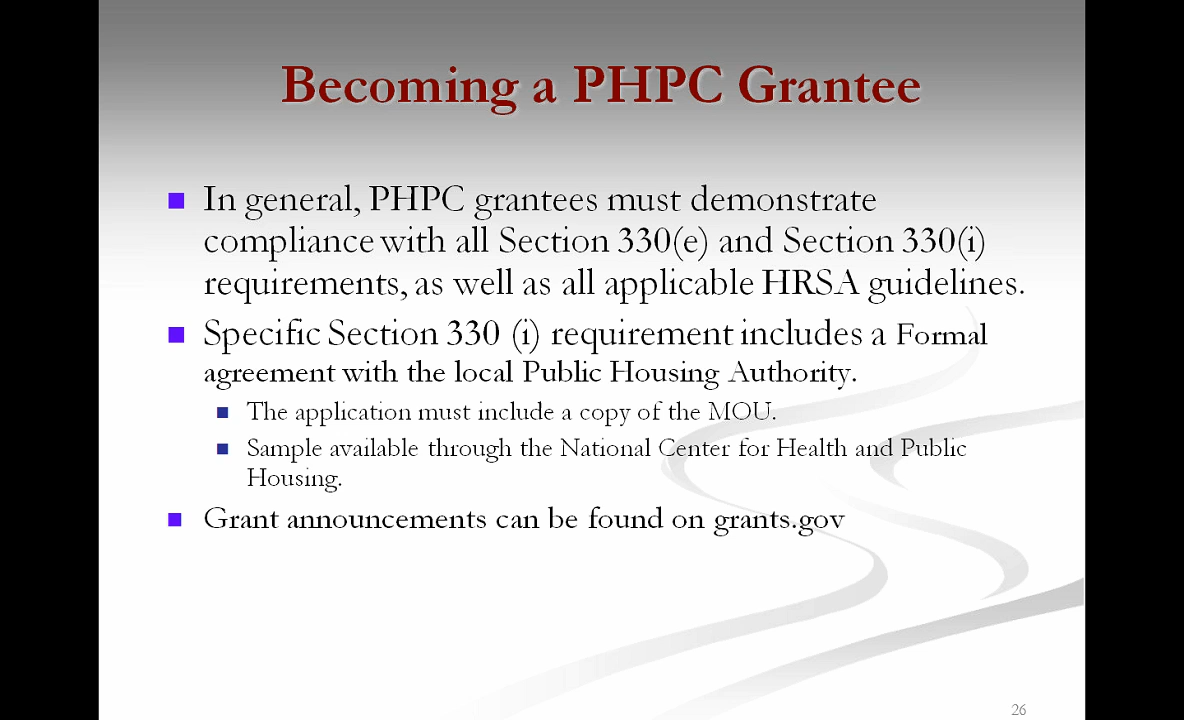 Becoming a PHPC Grantee
In general, PHPC grantees must demonstrate
compliance with all Section 330(e) and Section 330(i)
requirements, as well as all applicable HRSA guidelines.
Specific Section 330 (i) requirement includes a Formal
agreement with the local Public Housing Authority.
The application must include a copy of the MOU.
Sample available through the National Center for Health and Public
Housing.
Grant announcements can be found on grants.gov
26